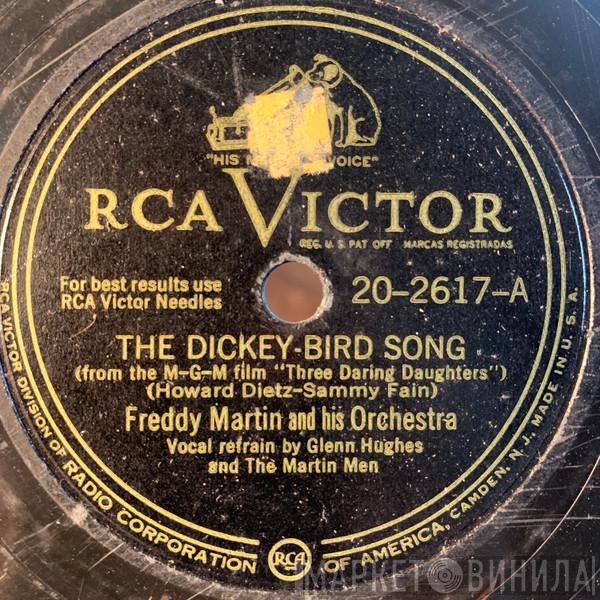 "HIS M VOICE"
RCA VICTOR
REG. U. S. PAT OFF MARCAS REGISTRADAS
For best results use
RCA Victor Needles
20-2617-A
THE DICKEY-BIRD SONG
(from the M-G-M film "Three Daring Daughters")
(Howard Dietz-Sammy Fain)
Freddy Martin and his Orchestra
Vocal refrain by Glenn Hughes
and The Martin Men
RCA VICTOR DIVISION OF RADIO CORPORATION OF AMERICA, CAMDEN, N. J., MADE IN U. S. A.
RCA
МАРКЕТ ВИНИЛА